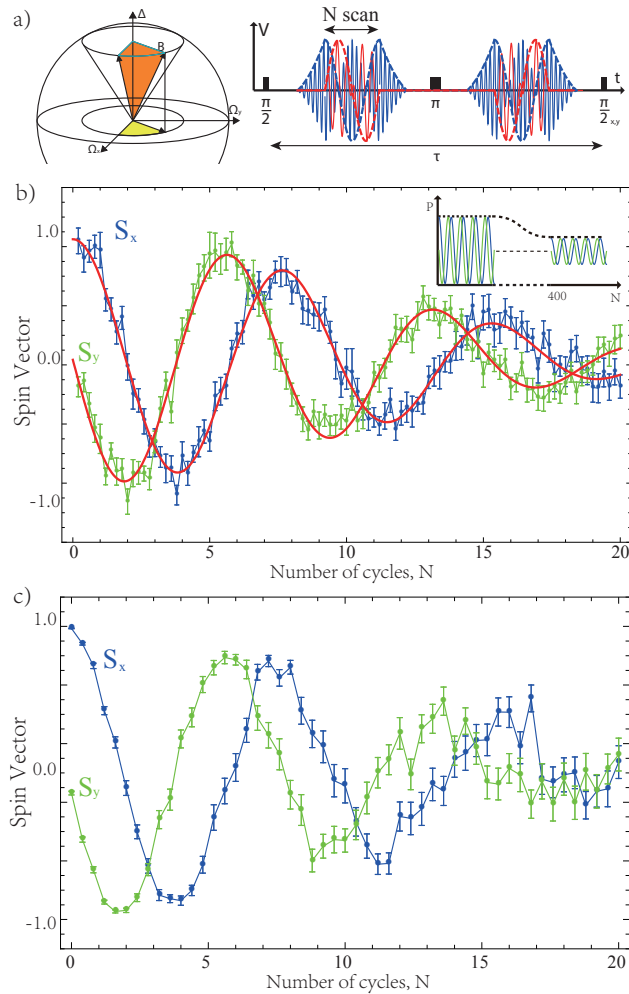 a)
Δ
B
Ω_y
Ω_x
N scan
V
t
π/2
π
π/2 x,y
τ
b)
S_x
S_y
P
400
N
1.0
0.0
-1.0
Spin Vector
0 5 10 15 20
Number of cycles, N
c)
S_x
S_y
1.0
0.0
-1.0
Spin Vector
0 5 10 15 20
Number of cycles, N